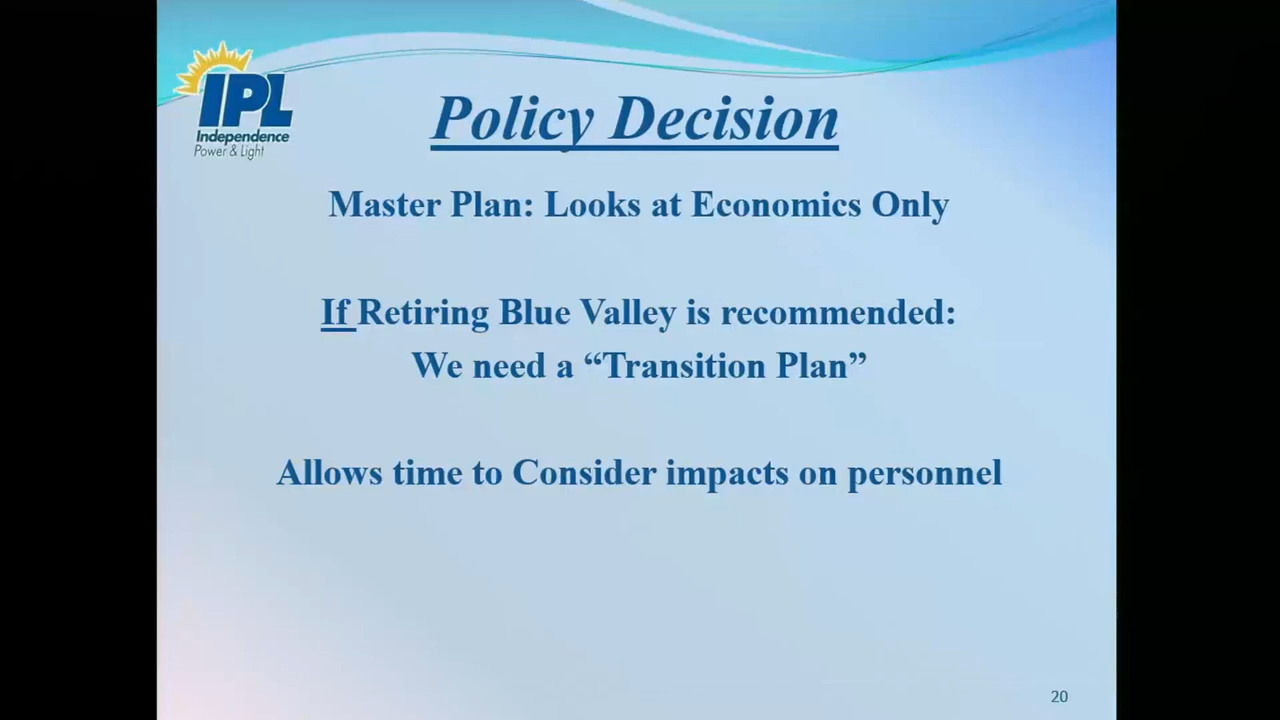 IPL
Independence
Power & Light
Policy Decision
Master Plan: Looks at Economics Only
If Retiring Blue Valley is recommended:
We need a “Transition Plan”
Allows time to Consider impacts on personnel
20